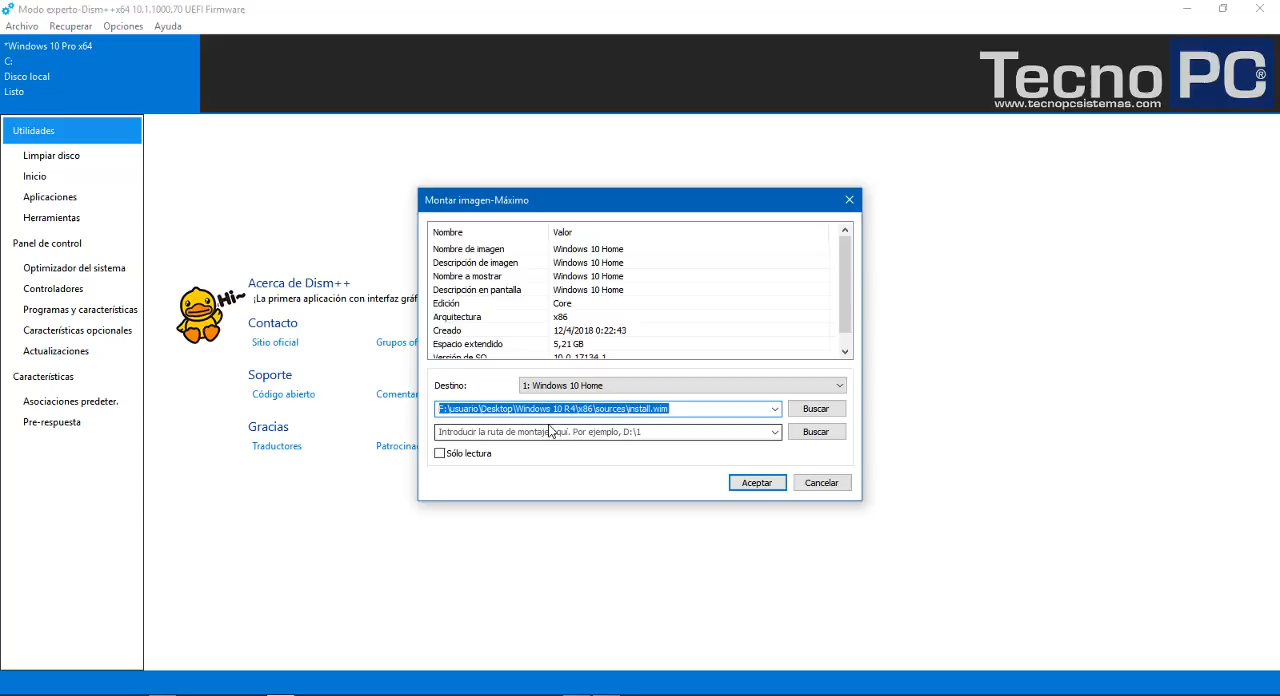 Modo experto-Dism++x64 10.1.1000.70 UEFI Firmware
Archivo Recuperar Opciones Ayuda
*Windows 10 Pro x64
C:
Disco local
Listo
Tecno PC®
www.tecnopcsistemas.com
Utilidades
Limpiar disco
Inicio
Aplicaciones
Herramientas
Panel de control
Optimizador del sistema
Controladores
Programas y características
Características opcionales
Actualizaciones
Características
Asociaciones predeter.
Pre-respuesta
Hi~
Acerca de Dism++
¡La primera aplicación con interfaz gráf
Contacto
Sitio oficial Grupos of
Soporte
Código abierto Comentar
Gracias
Traductores Patrocina
Montar imagen-Máximo
Nombre Valor
Nombre de imagen Windows 10 Home
Descripción de imagen Windows 10 Home
Nombre a mostrar Windows 10 Home
Descripción en pantalla Windows 10 Home
Edición Core
Arquitectura x86
Creado 12/4/2018 0:22:43
Espacio extendido 5,21 GB
Versión de SO 10.0.17134.1
Destino: 1: Windows 10 Home
F:\usuario\Desktop\Windows 10 R4\x86\sources\install.wim Buscar
Introducir la ruta de montaje aquí. Por ejemplo, D:\1 Buscar
Sólo lectura
Aceptar Cancelar